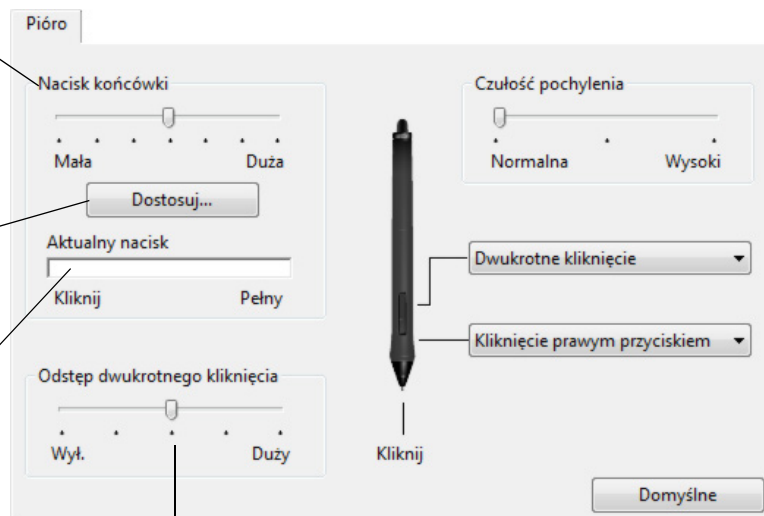 Pióro
Nacisk końcówki
Mała Duża
Dostosuj...
Aktualny nacisk
Kliknij Pełny
Odstęp dwukrotnego kliknięcia
Wył. Duży
Kliknij
Czułość pochylenia
Normalna Wysoki
Dwukrotne kliknięcie
Kliknięcie prawym przyciskiem
Domyślne